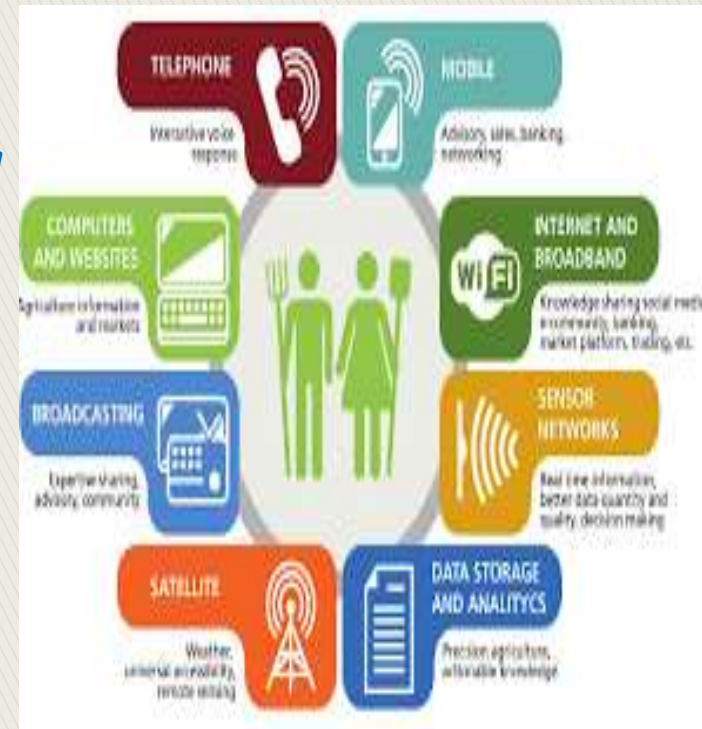 TELEPHONE
Interactive voice
response
MOBILE
Advisory, sales, banking,
networking
COMPUTERS
AND WEBSITES
Agriculture information
and markets
INTERNET AND
BROADBAND
WiFi
Knowledge sharing social media
e-community, banking,
market platform, trading, etc.
BROADCASTING
Expertise sharing,
advisory, community
SENSOR
NETWORKS
Real time information,
better data quantity and
quality, decision making
SATELLITE
Weather,
universal accessibility,
remote sensing
DATA STORAGE
AND ANALITYCS
Precision agriculture,
actionable knowledge